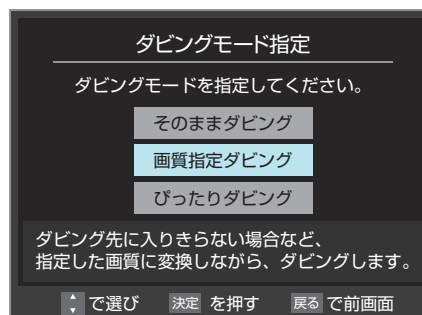 ダビングモード指定
ダビングモードを指定してください。
そのままダビング
画質指定ダビング
ぴったりダビング
ダビング先に入りきらない場合など、
指定した画質に変換しながら、ダビングします。
で選び 決定 を押す 戻る で前画面